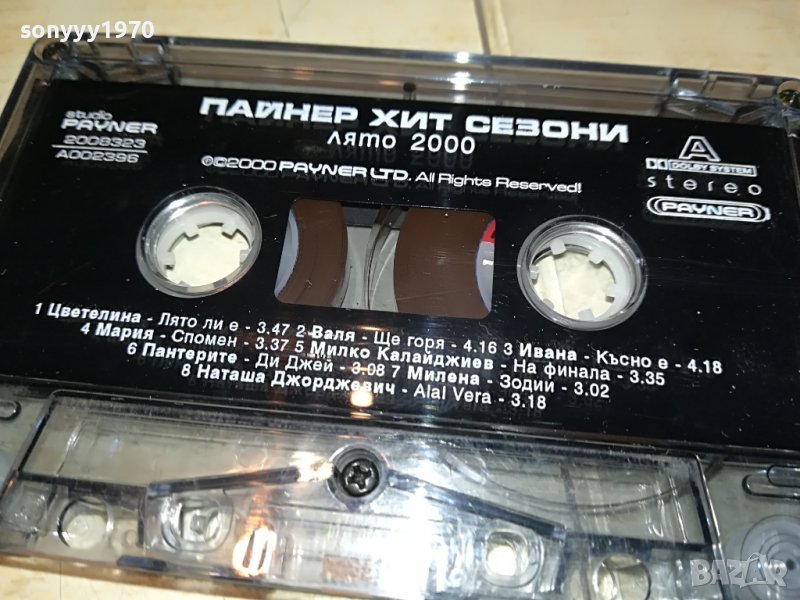 sonyyy1970
studio
PAYNER
2008323
A002396
ПАЙНЕР ХИТ СЕЗОНИ
лято 2000
℗©2000 PAYNER LTD. All Rights Reserved!
A
DOLBY SYSTEM
stereo
PAYNER
1 Цветелина - Лято ли е - 3.47 2 Валя - Ще горя - 4.16 3 Ивана - Късно е - 4.18
4 Мария - Спомен - 3.37 5 Милко Калайджиев - На финала - 3.35
6 Пантерите - Ди Джей - 3.08 7 Милена - Зодии - 3.02
8 Наташа Джорджевич - Alal Vera - 3.18
BAZAR